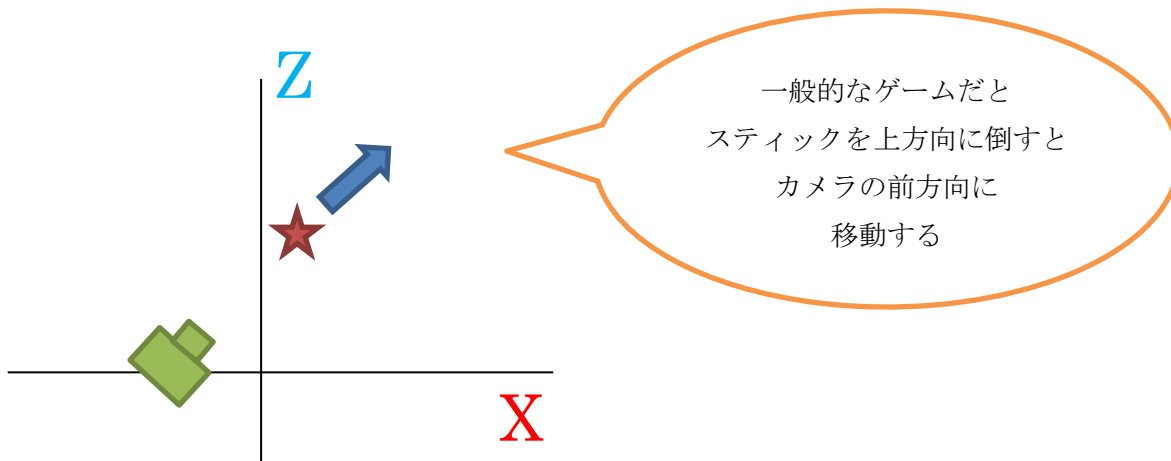 Z
一般的なゲームだと
スティックを上方向に倒すと
カメラの前方向に
移動する
X